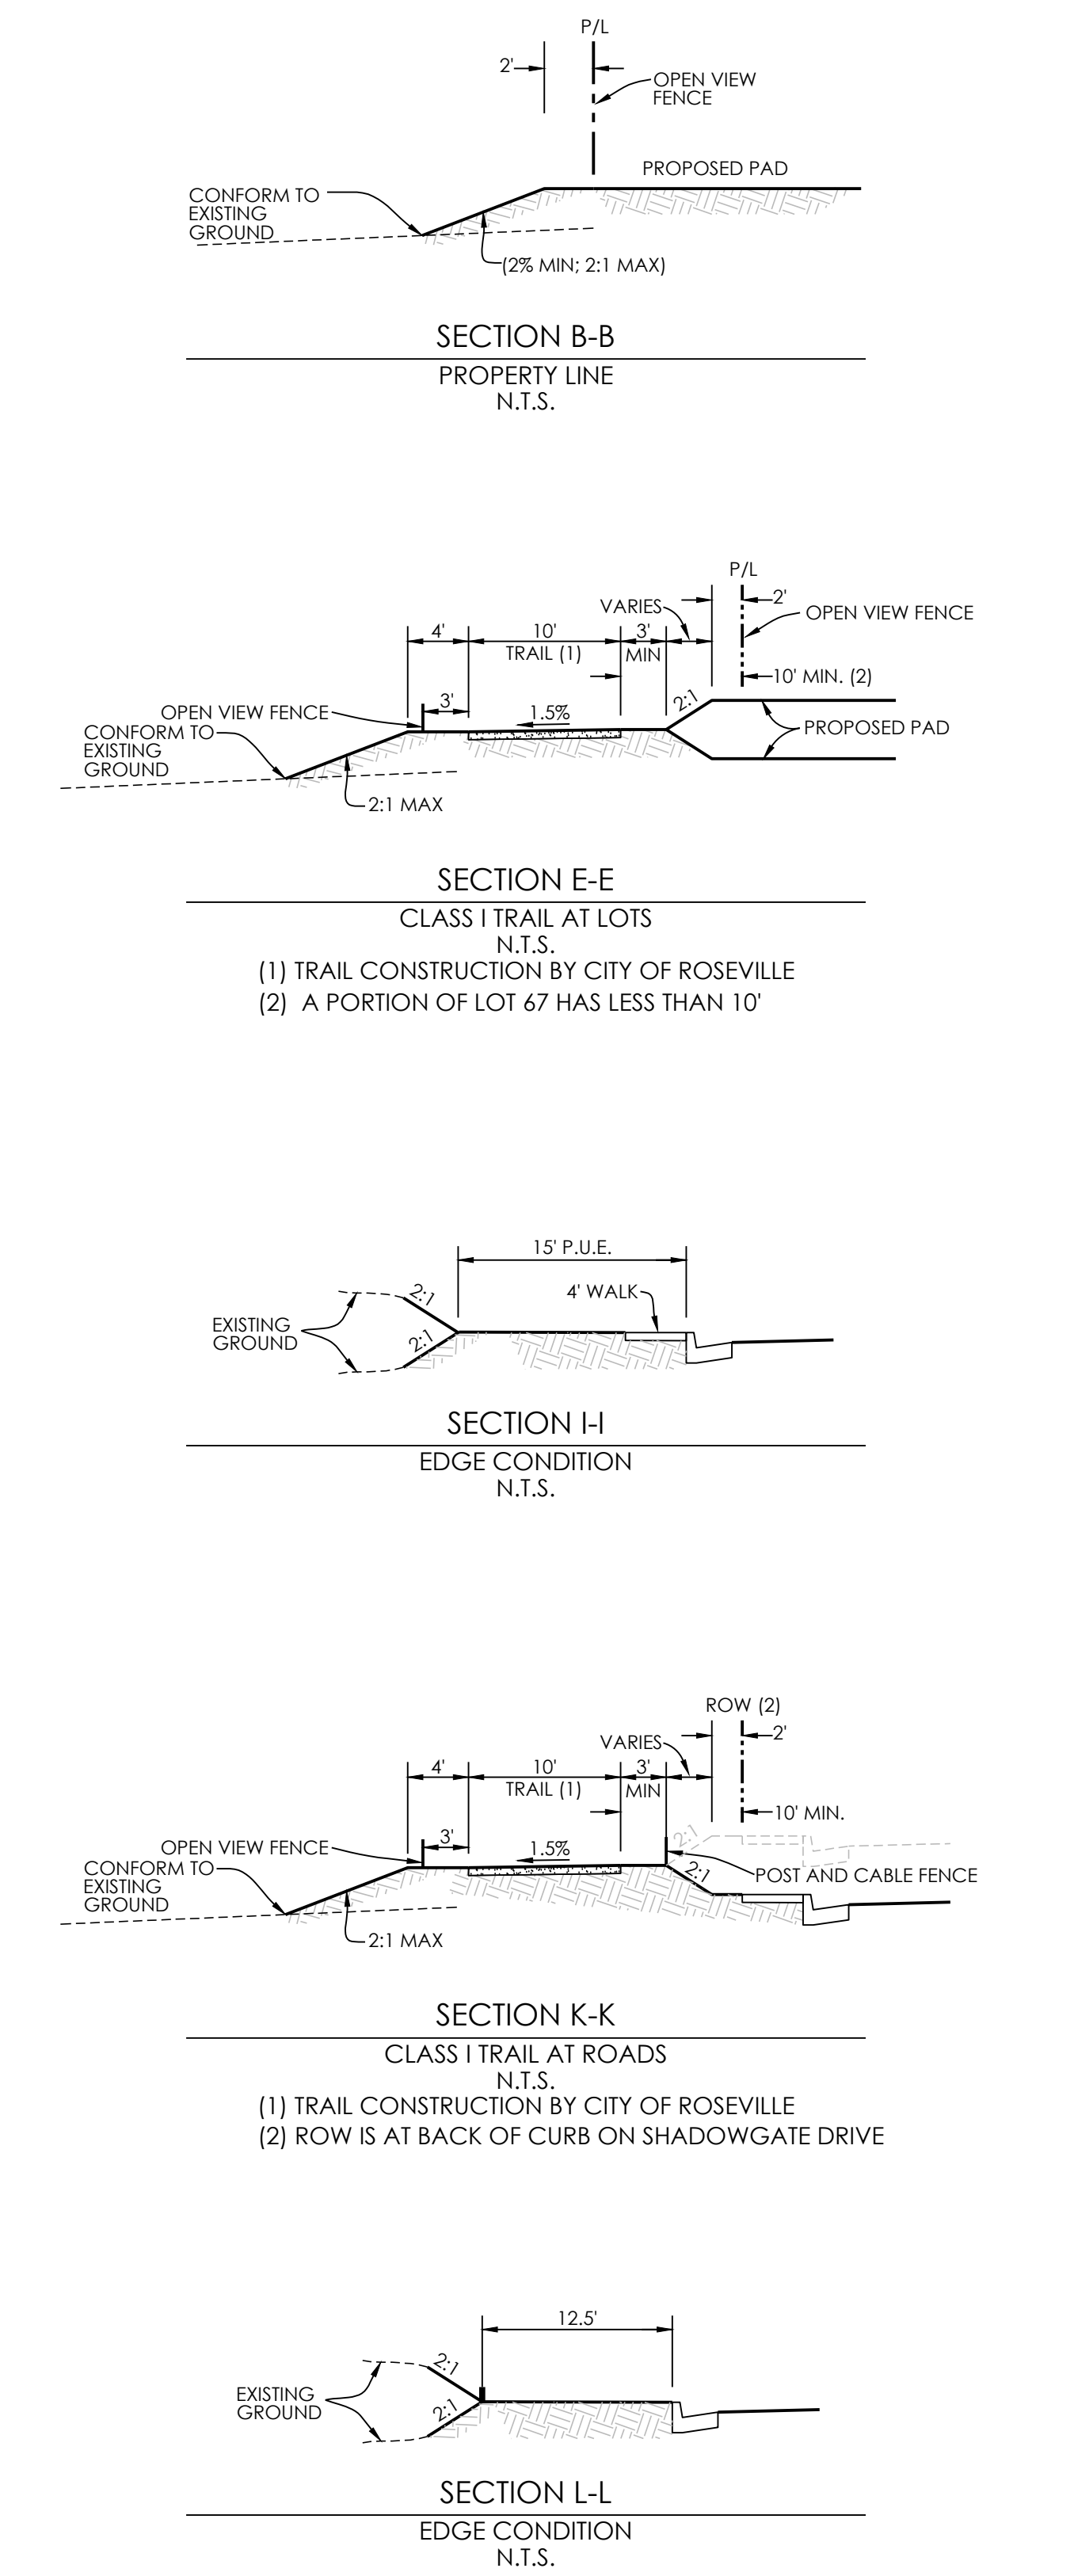 P/L
2'
OPEN VIEW
FENCE
PROPOSED PAD
CONFORM TO
EXISTING
GROUND
(2% MIN; 2:1 MAX)
SECTION B-B
PROPERTY LINE
N.T.S.
P/L
2'
VARIES
OPEN VIEW FENCE
4'
10'
3'
TRAIL (1)
MIN
10' MIN. (2)
3'
2:1
OPEN VIEW FENCE
1.5%
CONFORM TO
EXISTING
GROUND
PROPOSED PAD
2:1 MAX
SECTION E-E
CLASS I TRAIL AT LOTS
N.T.S.
(1) TRAIL CONSTRUCTION BY CITY OF ROSEVILLE
(2) A PORTION OF LOT 67 HAS LESS THAN 10'
15' P.U.E.
4' WALK
2:1
EXISTING
GROUND
2:1
SECTION I-I
EDGE CONDITION
N.T.S.
ROW (2)
2'
VARIES
4'
10'
3'
TRAIL (1)
MIN
10' MIN.
3'
2:1
OPEN VIEW FENCE
1.5%
CONFORM TO
EXISTING
GROUND
2:1
POST AND CABLE FENCE
2:1 MAX
SECTION K-K
CLASS I TRAIL AT ROADS
N.T.S.
(1) TRAIL CONSTRUCTION BY CITY OF ROSEVILLE
(2) ROW IS AT BACK OF CURB ON SHADOWGATE DRIVE
12.5'
2:1
EXISTING
GROUND
2:1
SECTION L-L
EDGE CONDITION
N.T.S.